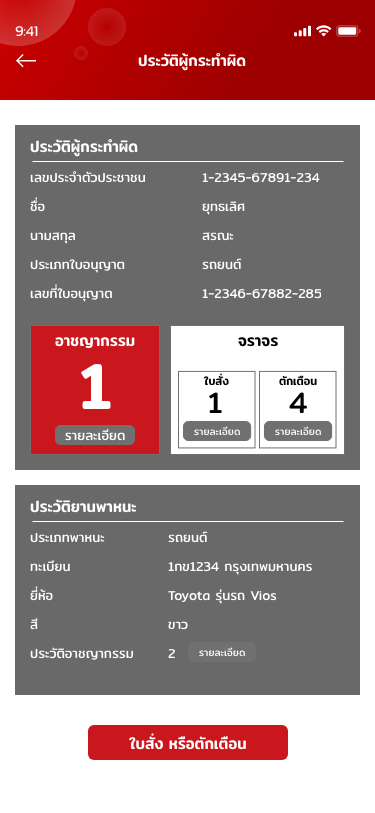 9:41
ประวัติผู้กระทำผิด
ประวัติผู้กระทำผิด
เลขประจำตัวประชาชน 1-2345-67891-234
ชื่อ ยุทธเลิศ
นามสกุล สรณะ
ประเภทใบอนุญาต รถยนต์
เลขที่ใบอนุญาต 1-2346-67882-285
อาชญากรรม
1
รายละเอียด
จราจร
ใบสั่ง
1
รายละเอียด
ตักเตือน
4
รายละเอียด
ประวัติยานพาหนะ
ประเภทพาหนะ รถยนต์
ทะเบียน 1กข1234 กรุงเทพมหานคร
ยี่ห้อ Toyota รุ่นรถ Vios
สี ขาว
ประวัติอาชญากรรม 2 รายละเอียด
ใบสั่ง หรือตักเตือน